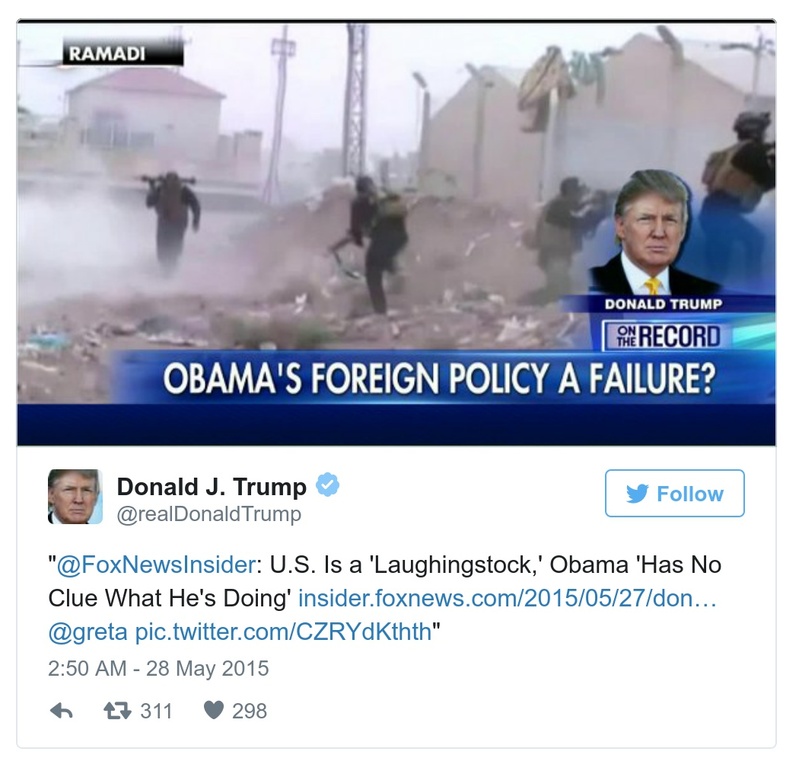 RAMADI
DONALD TRUMP
ON THE RECORD
OBAMA'S FOREIGN POLICY A FAILURE?
Donald J. Trump
@realDonaldTrump
Follow
"@FoxNewsInsider: U.S. Is a 'Laughingstock,' Obama 'Has No
Clue What He's Doing' insider.foxnews.com/2015/05/27/don…
@greta pic.twitter.com/CZRYdKthth"
2:50 AM - 28 May 2015
311 298